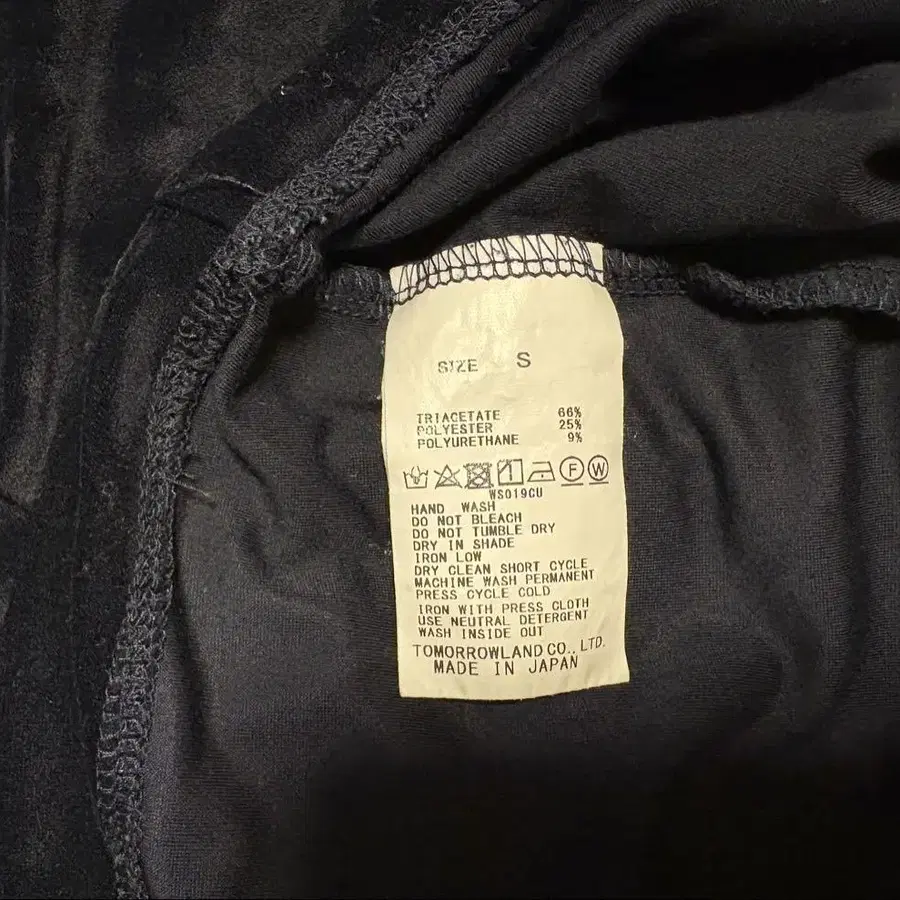 SIZE S
TRIACETATE 66%
POLYESTER 25%
POLYURETHANE 9%
F W
WS019CU
HAND WASH
DO NOT BLEACH
DO NOT TUMBLE DRY
DRY IN SHADE
IRON LOW
DRY CLEAN SHORT CYCLE
MACHINE WASH PERMANENT
PRESS CYCLE COLD
IRON WITH PRESS CLOTH
USE NEUTRAL DETERGENT
WASH INSIDE OUT
TOMORROWLAND CO., LTD.
MADE IN JAPAN